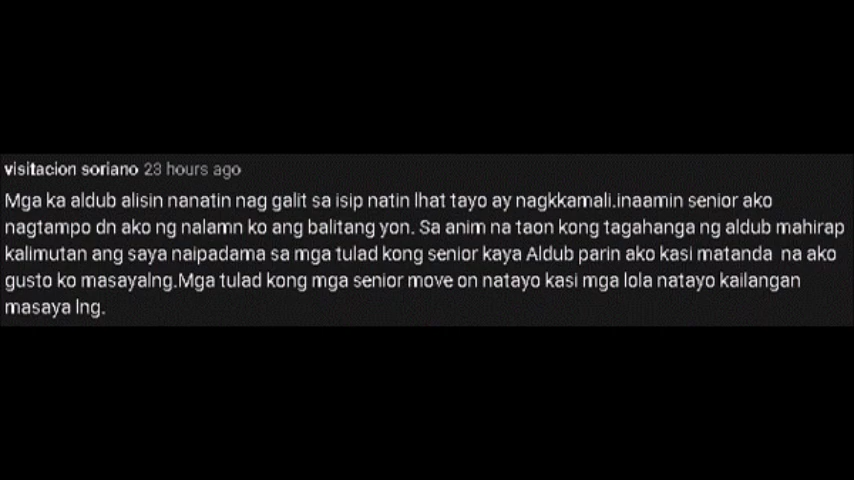 visitacion soriano 23 hours ago
Mga ka aldub alisin nanatin nag galit sa isip natin lhat tayo ay nagkkamali.inaamin senior ako
nagtampo dn ako ng nalamn ko ang balitang yon. Sa anim na taon kong tagahanga ng aldub mahirap
kalimutan ang saya naipadama sa mga tulad kong senior kaya Aldub parin ako kasi matanda na ako
gusto ko masayalng.Mga tulad kong mga senior move on natayo kasi mga lola natayo kailangan
masaya lng.